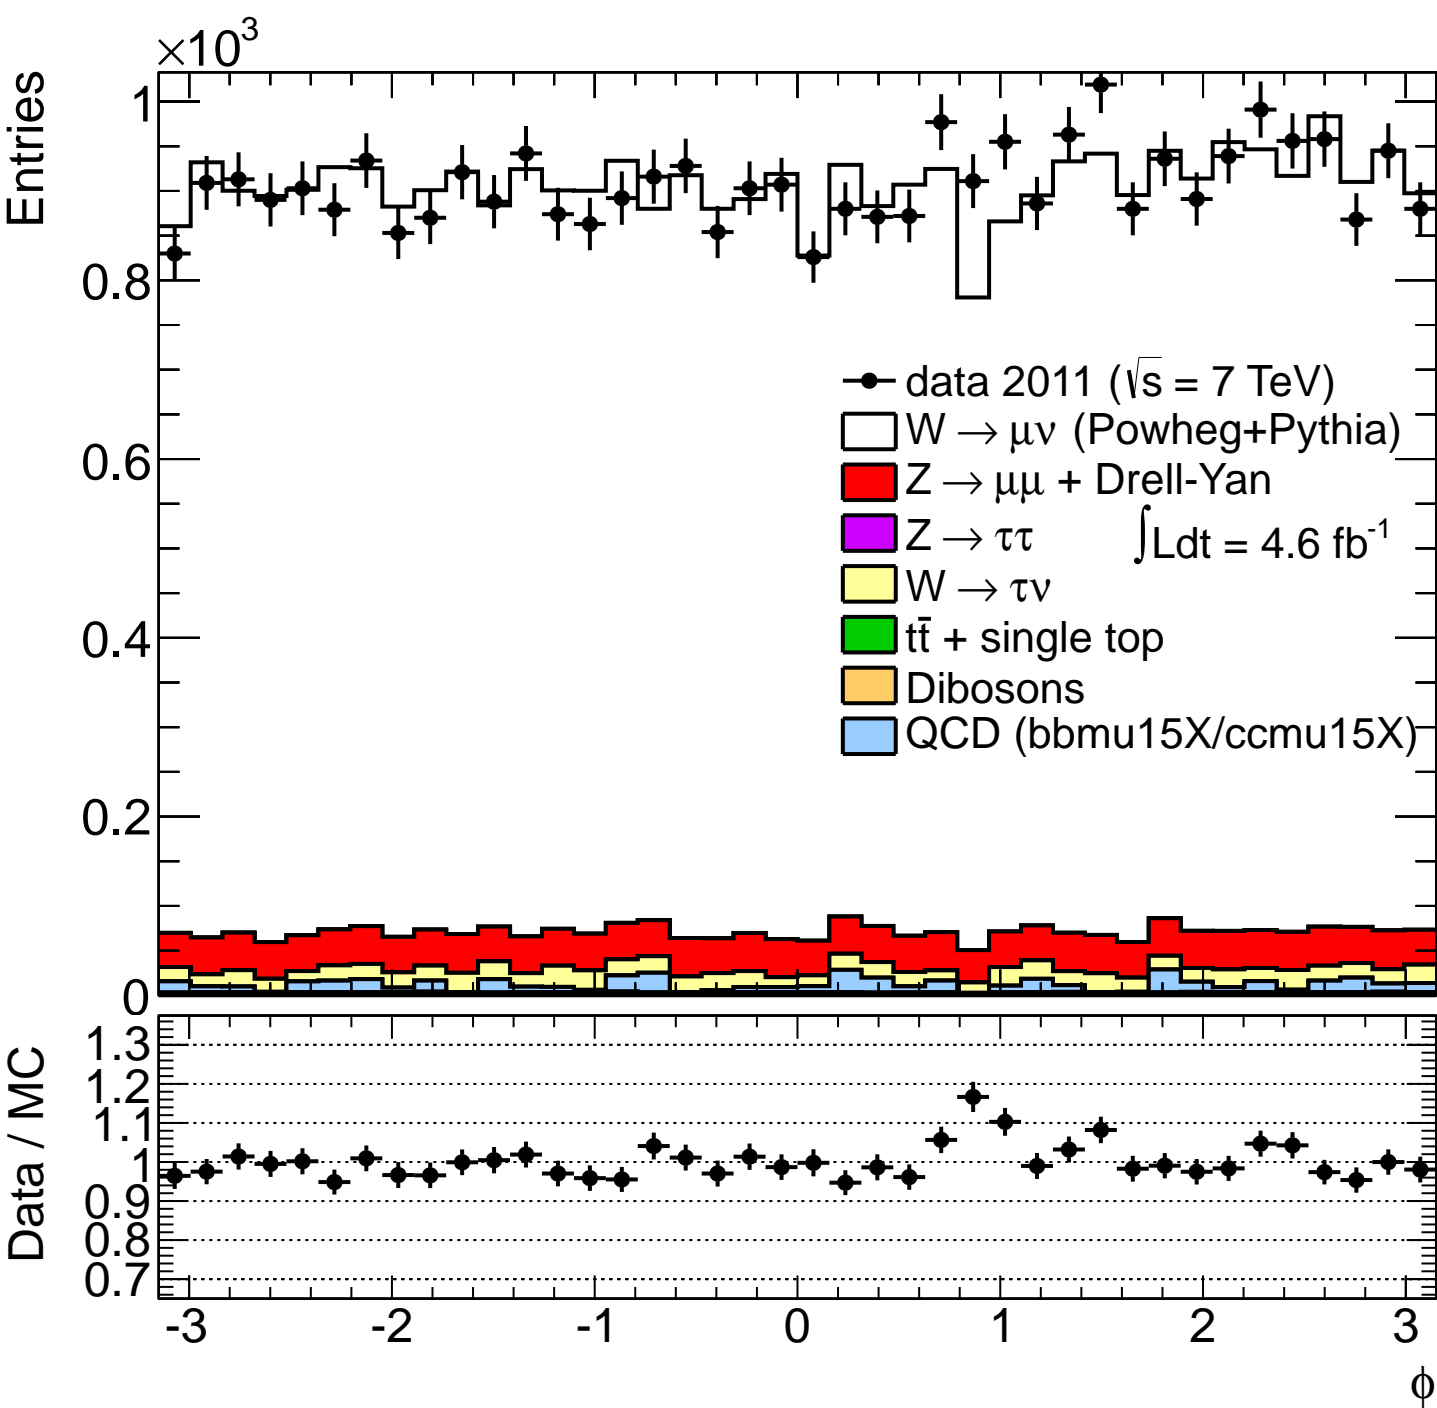 ×10³
Entries
1
0.8
0.6
0.4
0.2
0
data 2011 (√s = 7 TeV)
W → μν (Powheg+Pythia)
Z → μμ + Drell-Yan
Z → ττ
∫Ldt = 4.6 fb⁻¹
W → τν
tt̄ + single top
Dibosons
QCD (bbmu15X/ccmu15X)
Data / MC
1.3
1.2
1.1
1
0.9
0.8
0.7
-3 -2 -1 0 1 2 3
ϕ